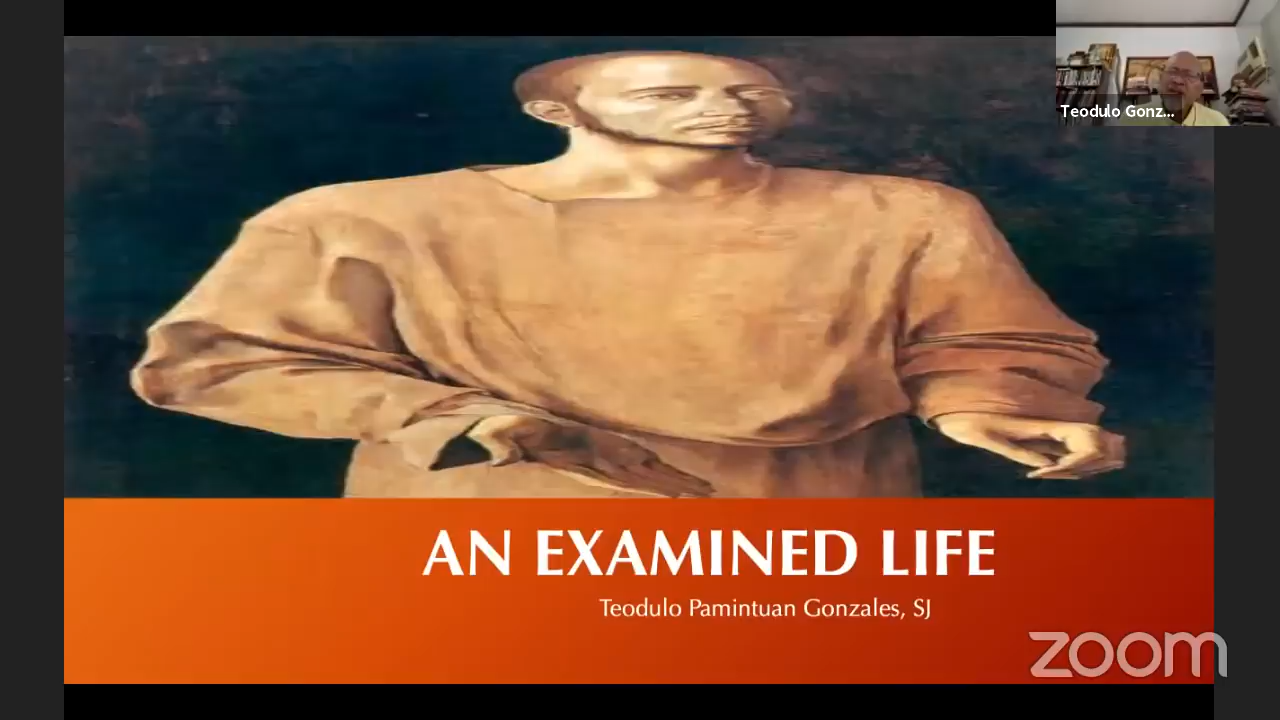 Teodulo Gonz...
AN EXAMINED LIFE
Teodulo Pamintuan Gonzales, SJ
zoom